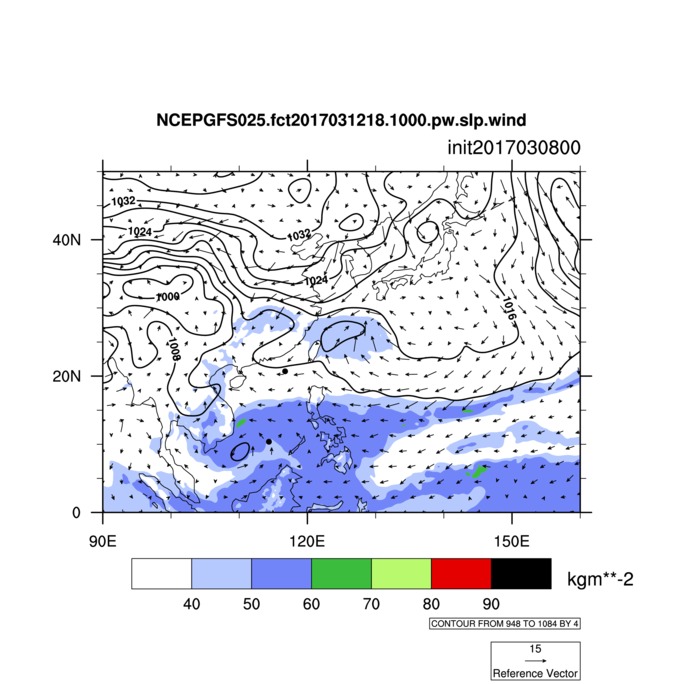 NCEPGFS025.fct2017031218.1000.pw.slp.wind
init2017030800
1032
1024
1032
40N
1024
1000
1016
1008
20N
0
90E 120E 150E
kgm**-2
40 50 60 70 80 90
CONTOUR FROM 948 TO 1084 BY 4
15
Reference Vector